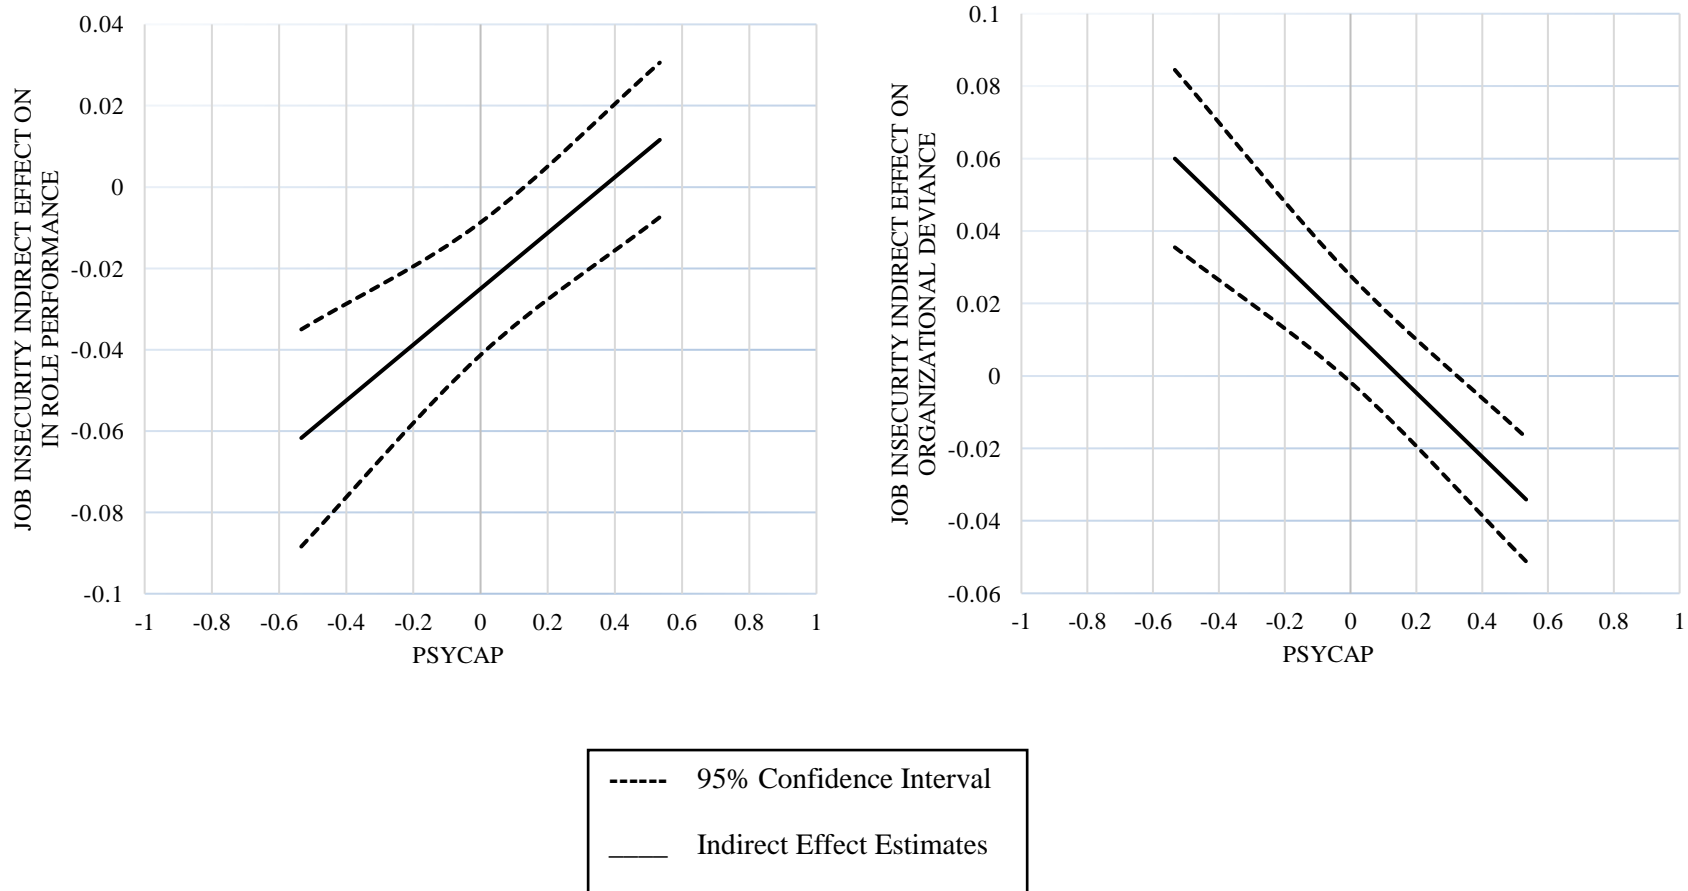 JOB INSECURITY INDIRECT EFFECT ON
IN ROLE PERFORMANCE
0.04
0.02
0
-0.02
-0.04
-0.06
-0.08
-0.1
-1 -0.8 -0.6 -0.4 -0.2 0 0.2 0.4 0.6 0.8 1
PSYCAP
JOB INSECURITY INDIRECT EFFECT ON
ORGANIZATIONAL DEVIANCE
0.1
0.08
0.06
0.04
0.02
0
-0.02
-0.04
-0.06
-1 -0.8 -0.6 -0.4 -0.2 0 0.2 0.4 0.6 0.8 1
PSYCAP
95% Confidence Interval
Indirect Effect Estimates